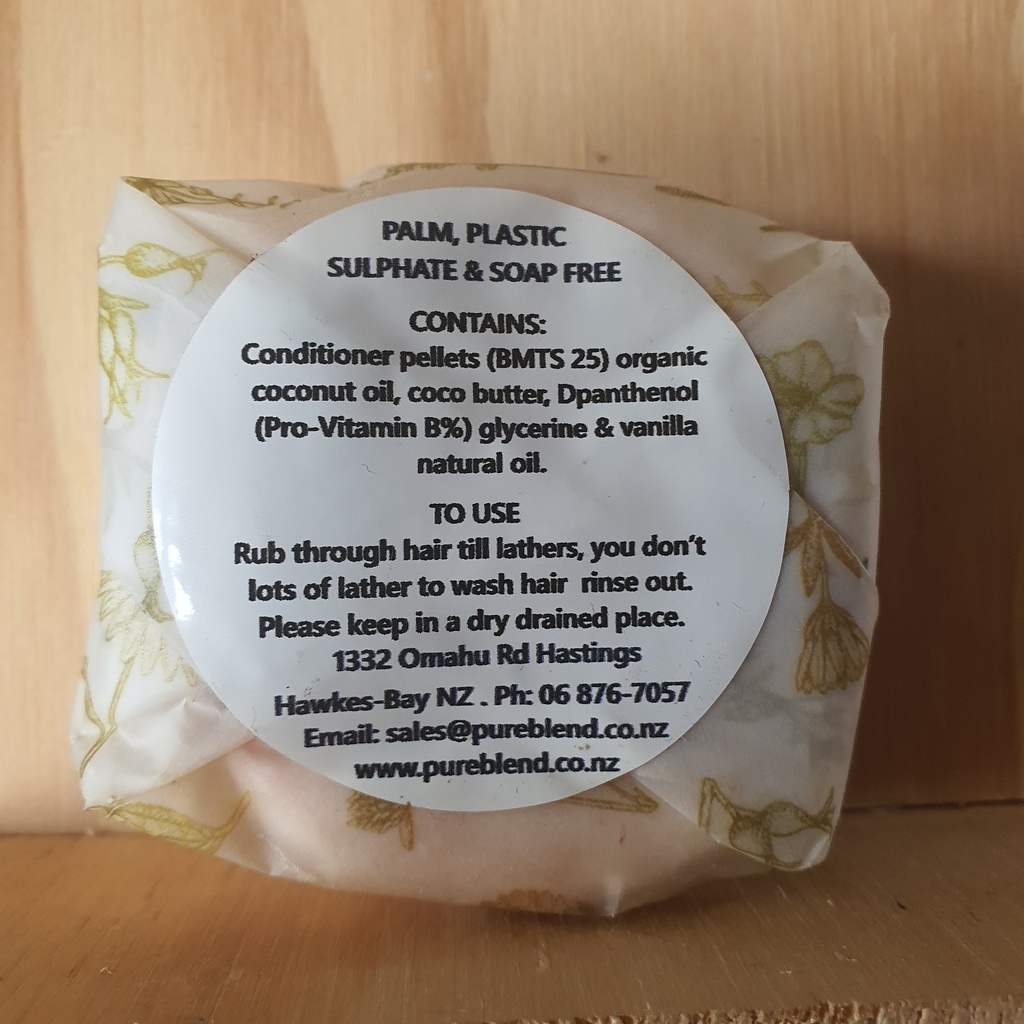 PALM, PLASTIC
SULPHATE & SOAP FREE
CONTAINS:
Conditioner pellets (BMTS 25) organic
coconut oil, coco butter, Dpanthenol
(Pro-Vitamin B%) glycerine & vanilla
natural oil.
TO USE
Rub through hair till lathers, you don't
lots of lather to wash hair rinse out.
Please keep in a dry drained place.
1332 Omahu Rd Hastings
Hawkes-Bay NZ . Ph: 06 876-7057
Email: sales@pureblend.co.nz
www.pureblend.co.nz